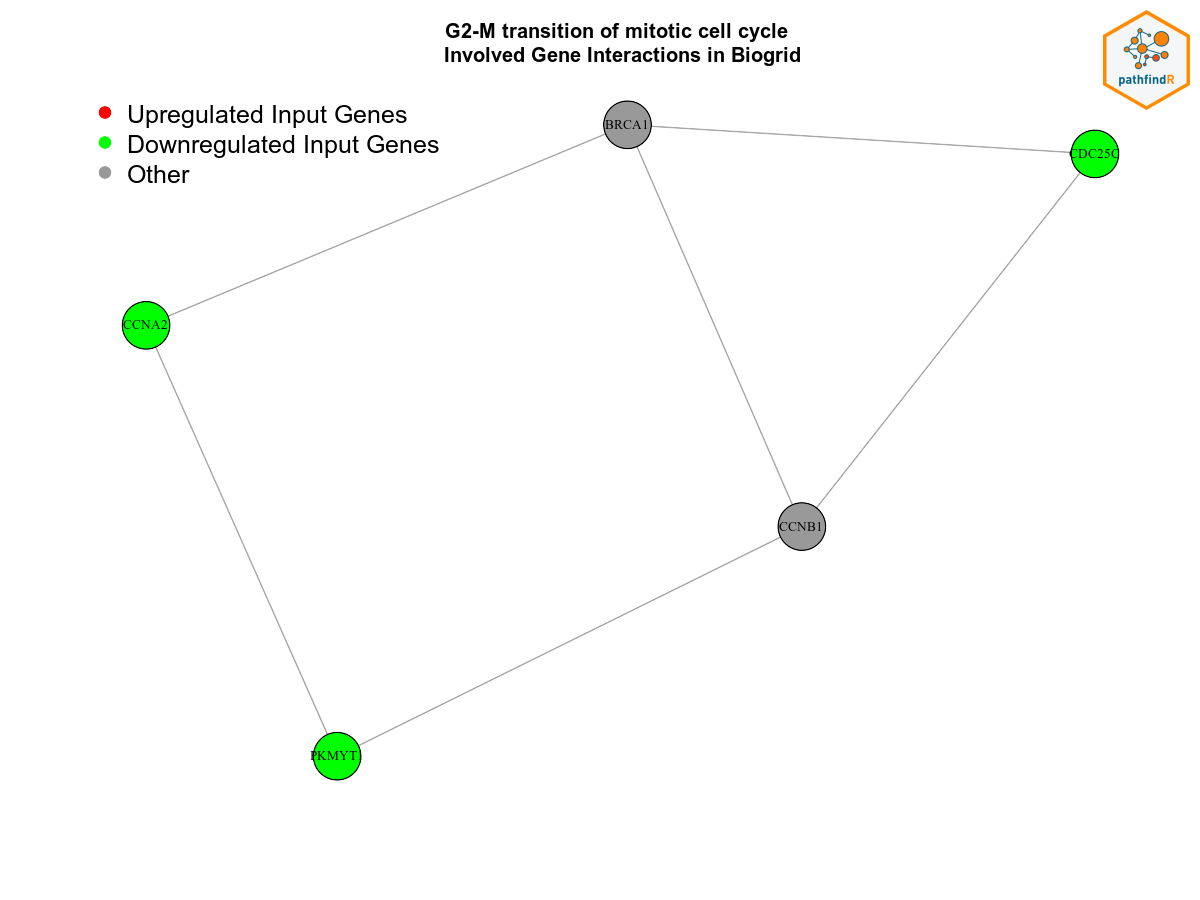 G2-M transition of mitotic cell cycle
Involved Gene Interactions in Biogrid
pathfindR
Upregulated Input Genes
Downregulated Input Genes
Other
BRCA1
CDC25C
CCNA2
CCNB1
PKMYT1